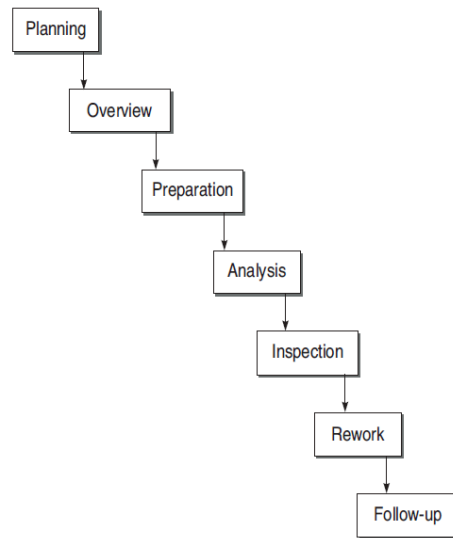 Planning
Overview
Preparation
Analysis
Inspection
Rework
Follow-up